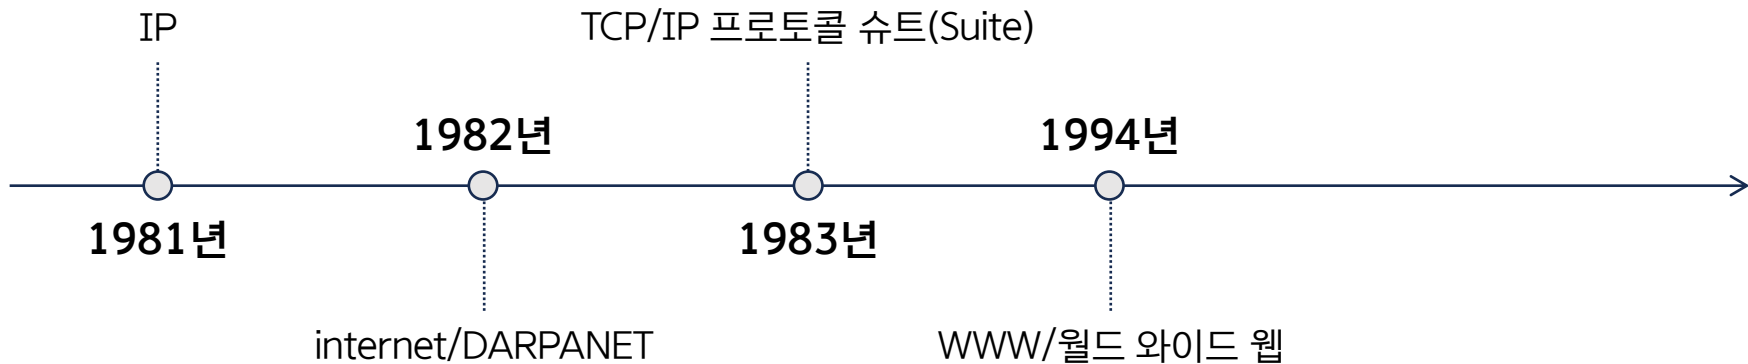 IP
TCP/IP 프로토콜 슈트(Suite)
1982년
1994년
1981년
1983년
internet/DARPANET
WWW/월드 와이드 웹